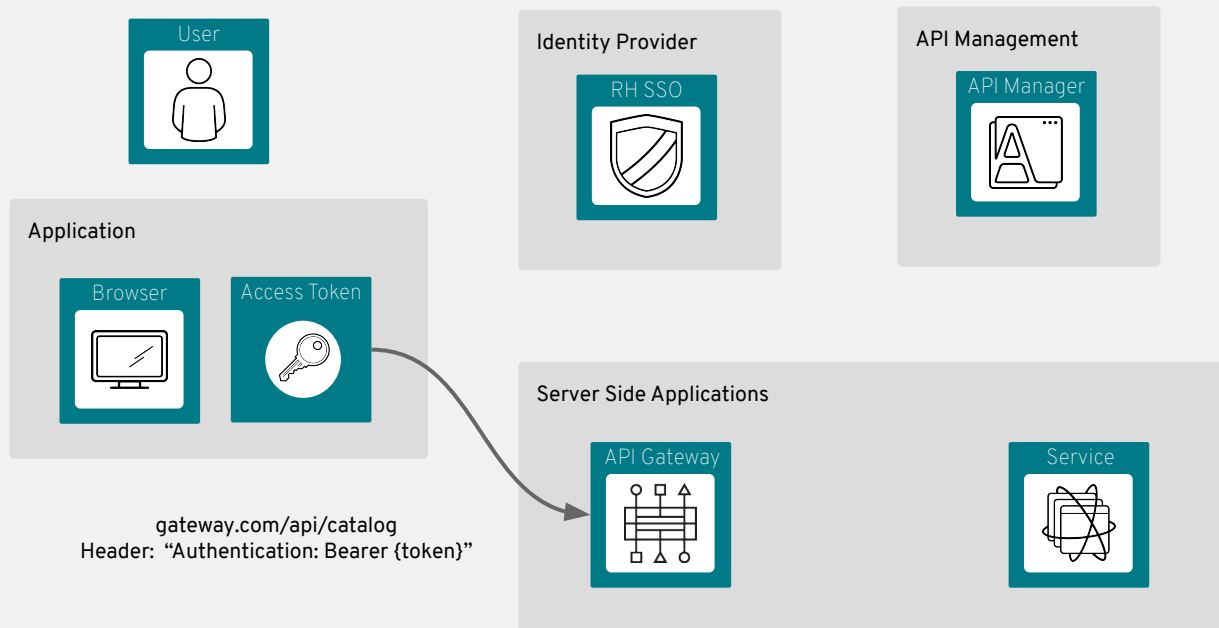 User
Identity Provider
RH SSO
API Management
API Manager
Application
Browser
Access Token
Server Side Applications
API Gateway
Service
gateway.com/api/catalog
Header:  “Authentication: Bearer {token}”